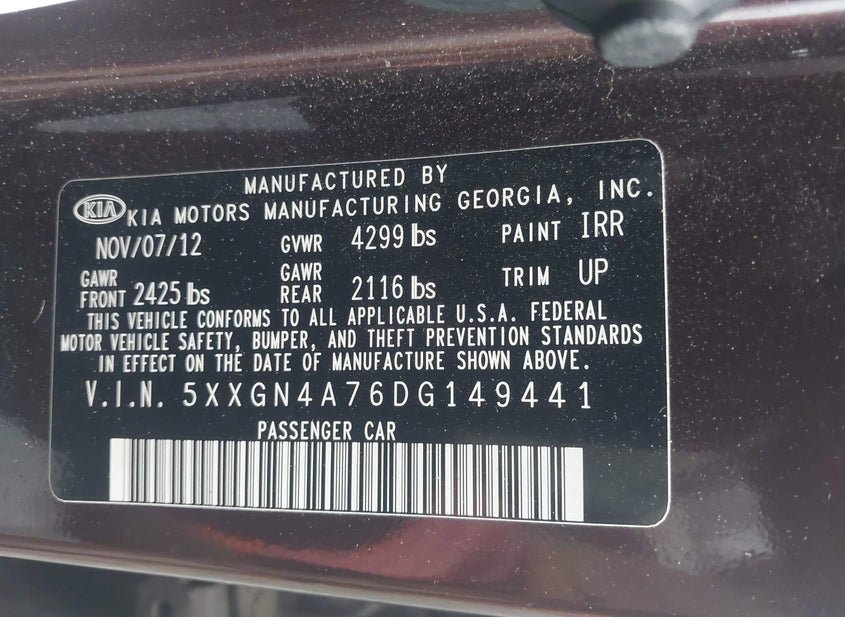 MANUFACTURED BY
KIA KIA MOTORS MANUFACTURING GEORGIA, INC.
NOV/07/12 GVWR 4299 lbs PAINT IRR
GAWR FRONT 2425 lbs GAWR REAR 2116 lbs TRIM UP
THIS VEHICLE CONFORMS TO ALL APPLICABLE U.S.A. FEDERAL
MOTOR VEHICLE SAFETY, BUMPER, AND THEFT PREVENTION STANDARDS
IN EFFECT ON THE DATE OF MANUFACTURE SHOWN ABOVE.
V.I.N. 5XXGN4A76DG149441
PASSENGER CAR